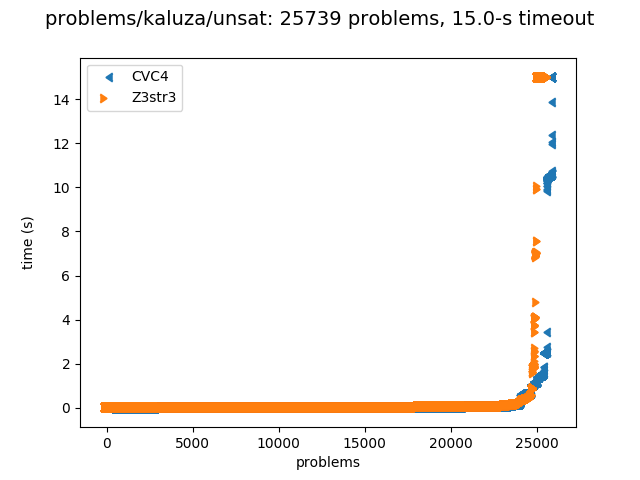 problems/kaluza/unsat: 25739 problems, 15.0-s timeout
CVC4
Z3str3
14
12
10
8
6
4
2
0
time (s)
0 5000 10000 15000 20000 25000
problems